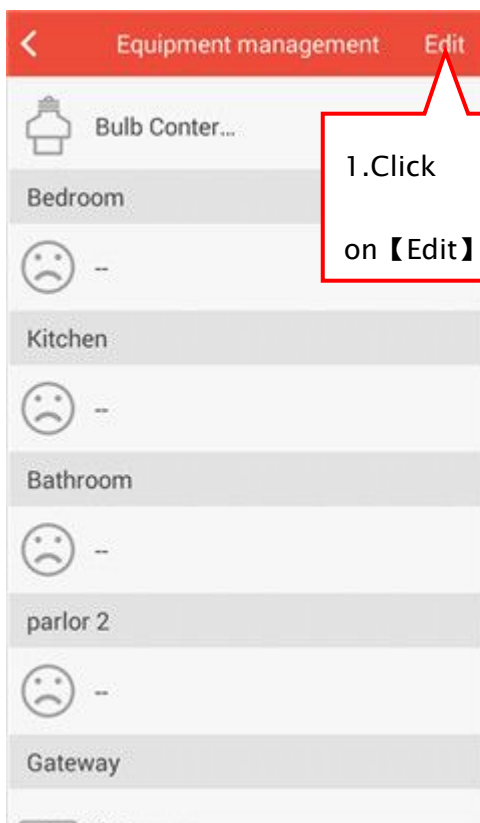 Equipment management Edit
Bulb Conter...
1.Click
Bedroom
on【Edit】
--
Kitchen
--
Bathroom
--
parlor 2
--
Gateway